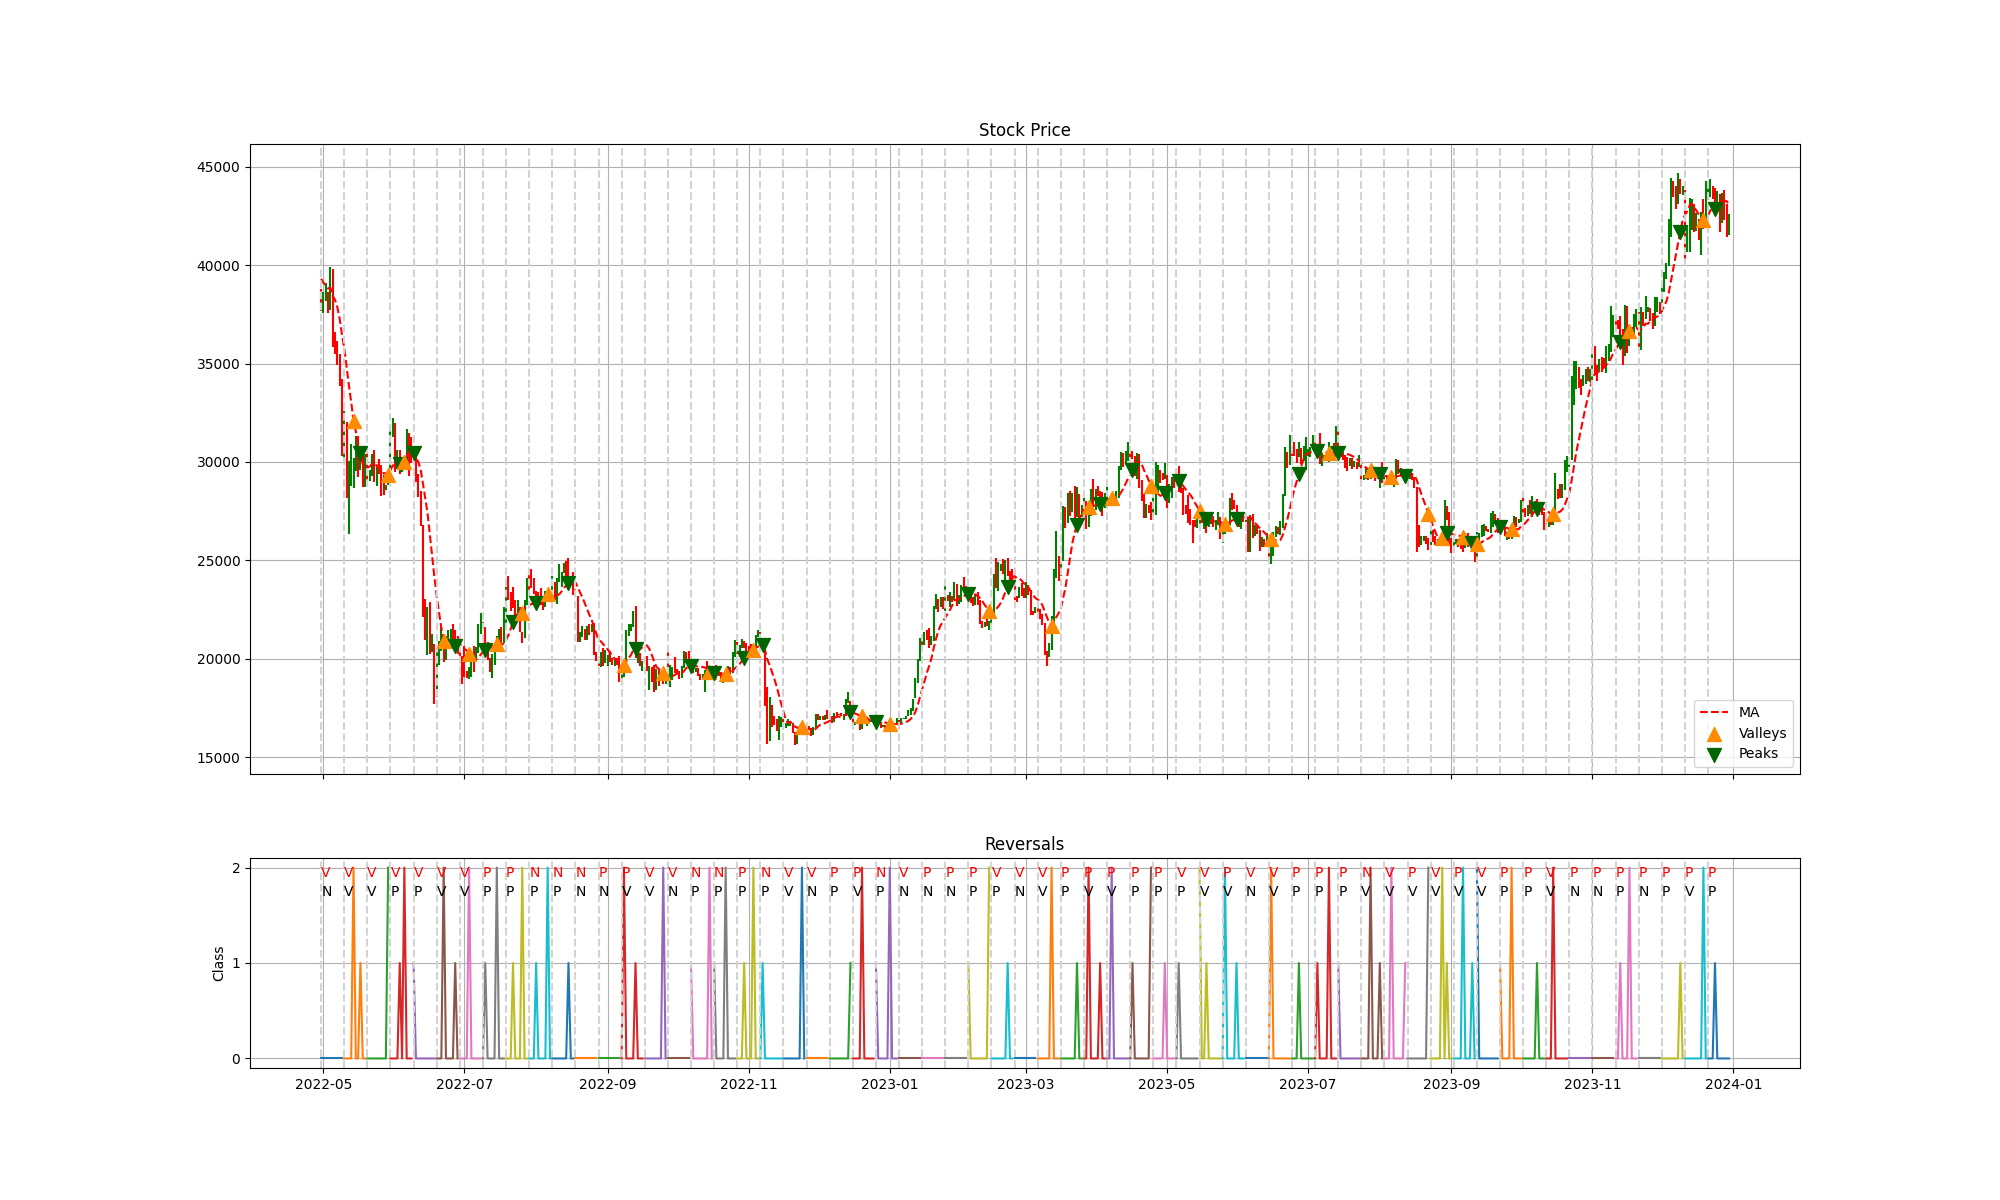 Stock Price
45000
40000
35000
30000
25000
20000
15000
MA
Valleys
Peaks
Reversals
Class
2
V V V V V V V P P N N N P P V V N N P N V V P P N V P P P V V V P P P P P V V P V V P P P N V P V P V P P V P P P P P P P
N V V P P V V P P P P N N V V N P P P P V N P V P N N N P P N V P V V P P P V V N V P P P V V V V V V P P V N N P N P V P
1
0
2022-05 2022-07 2022-09 2022-11 2023-01 2023-03 2023-05 2023-07 2023-09 2023-11 2024-01